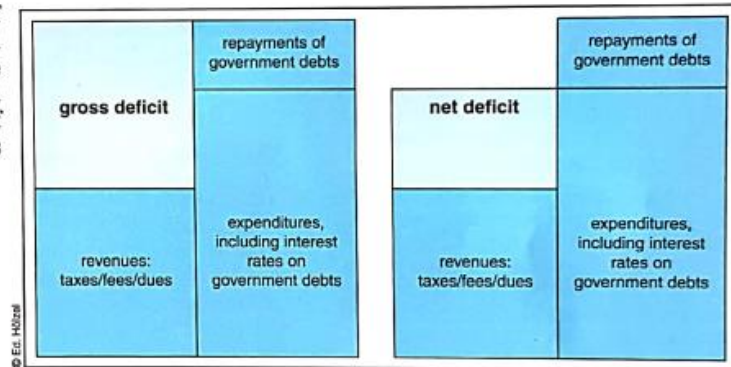 gross deficit
repayments of
government debts
revenues:
taxes/fees/dues
expenditures,
including interest
rates on
government debts
net deficit
repayments of
government debts
revenues:
taxes/fees/dues
expenditures,
including interest
rates on
government debts
© Ed. Hölzel